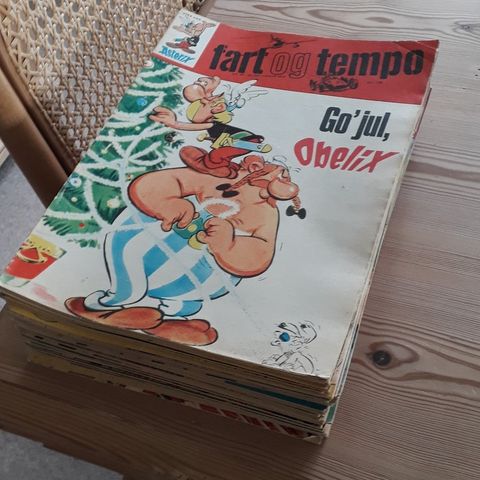 Asterix
fart og tempo
Go' jul,
Obelix